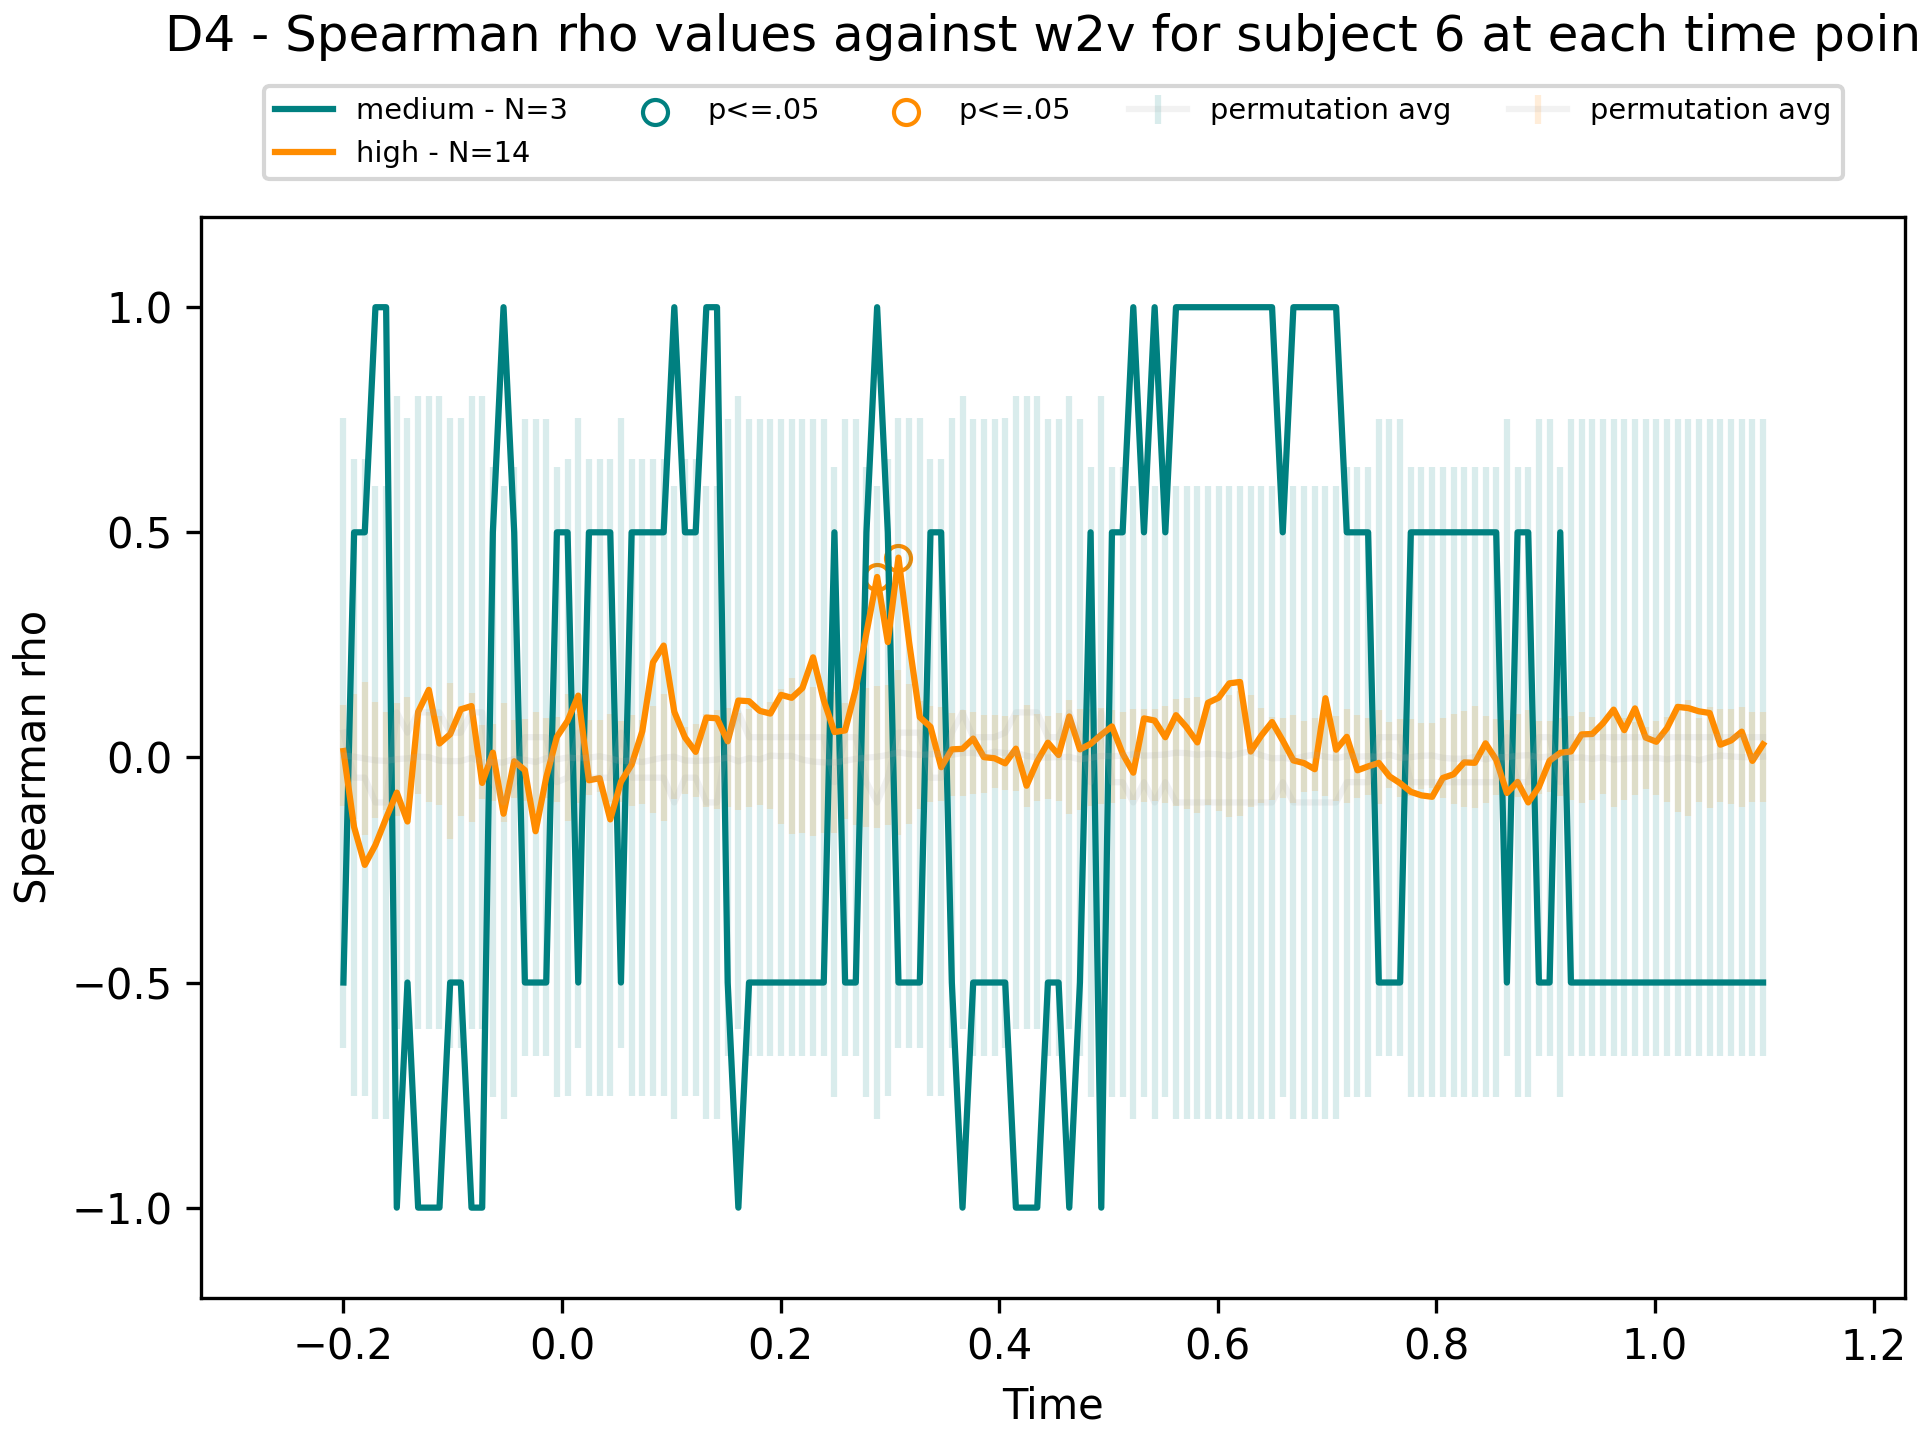 D4 - Spearman rho values against w2v for subject 6 at each time poin
medium - N=3 p<=.05 p<=.05 permutation avg permutation avg
high - N=14
1.0
0.5
0.0
−0.5
−1.0
Spearman rho
−0.2 0.0 0.2 0.4 0.6 0.8 1.0 1.2
Time